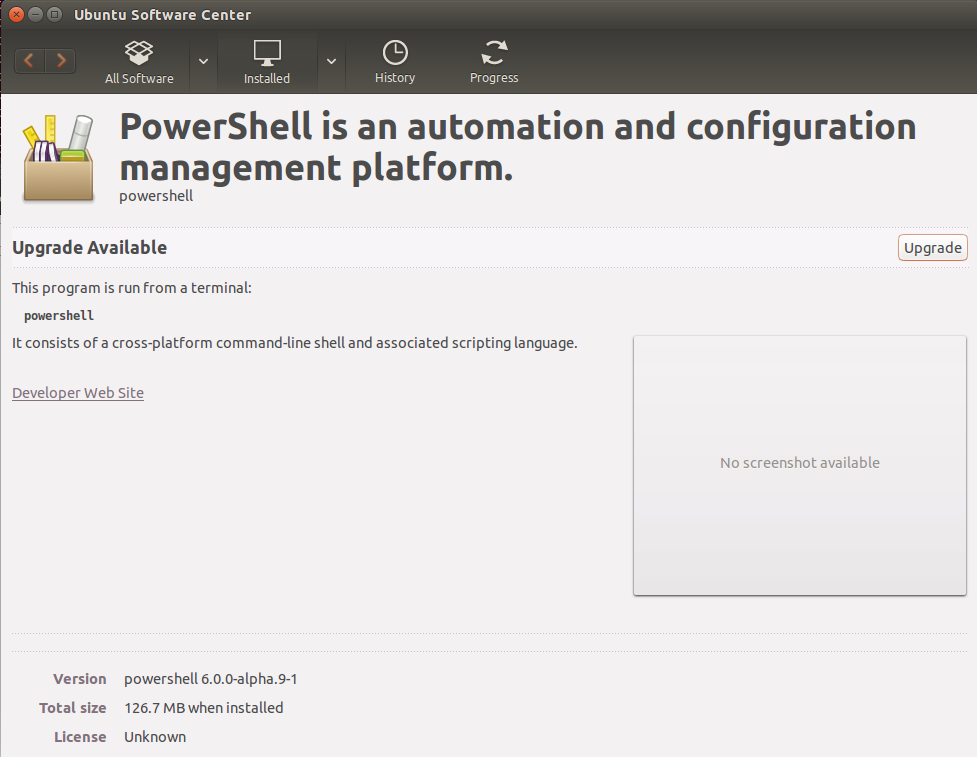 Ubuntu Software Center
All Software
Installed
History
Progress
PowerShell is an automation and configuration
management platform.
powershell
Upgrade Available
Upgrade
This program is run from a terminal:
powershell
It consists of a cross-platform command-line shell and associated scripting language.
Developer Web Site
No screenshot available
Version powershell 6.0.0-alpha.9-1
Total size 126.7 MB when installed
License Unknown